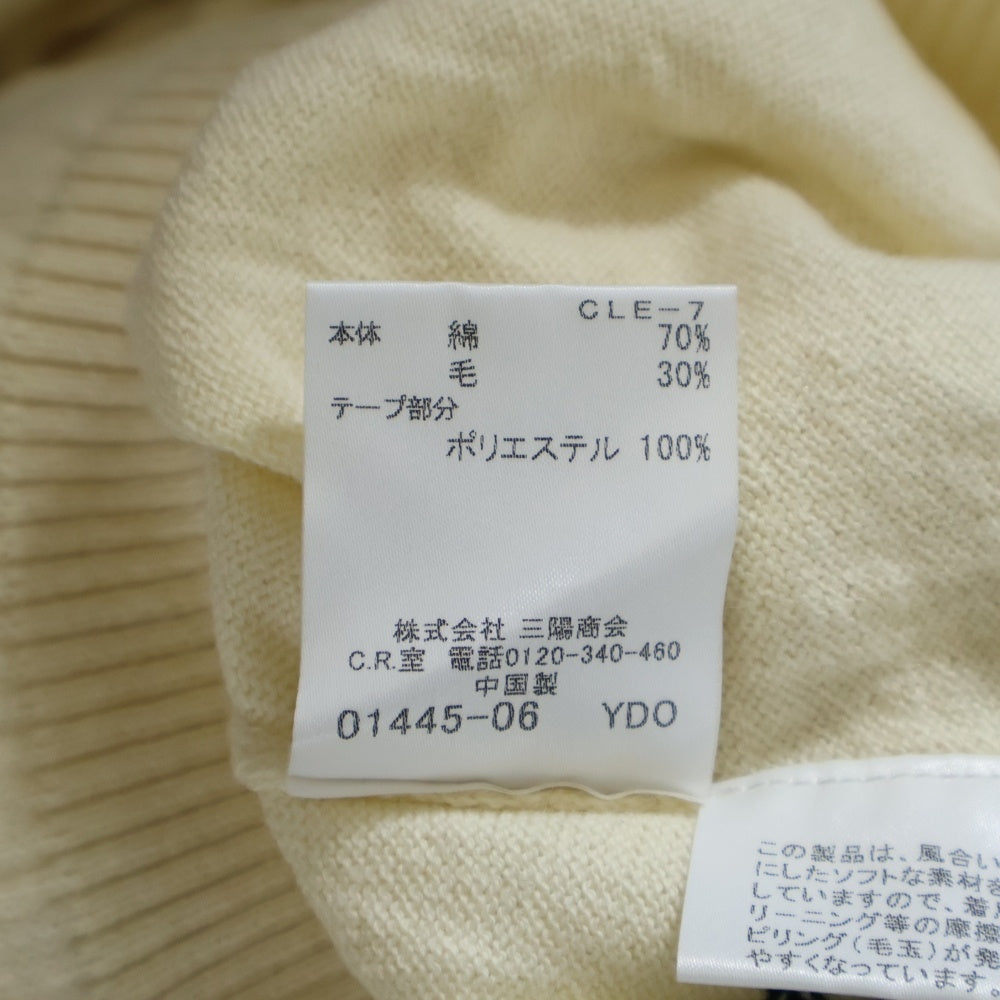 CLE-7
本体 綿 70%
毛 30%
テープ部分
ポリエステル 100%
株式会社 三陽商会
C.R.室 電話0120-340-460
中国製
01445-06 YDO
この製品は、風合い
にしたソフトな素材を
していますので、着
リーニング等の摩擦
ピリング(毛玉)が発
やすくなっています。